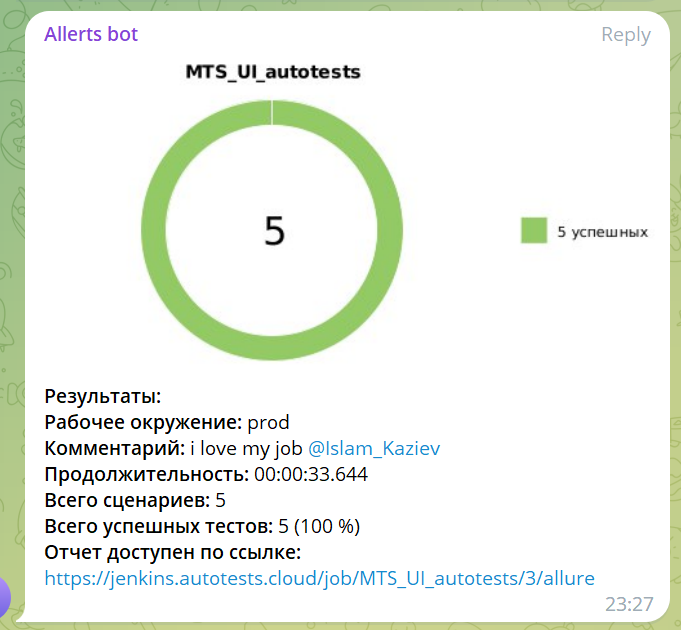 Allerts bot
Reply
MTS_UI_autotests
5
5 успешных
Результаты:
Рабочее окружение: prod
Комментарий: i love my job @Islam_Kaziev
Продолжительность: 00:00:33.644
Всего сценариев: 5
Всего успешных тестов: 5 (100 %)
Отчет доступен по ссылке:
https://jenkins.autotests.cloud/job/MTS_UI_autotests/3/allure
23:27